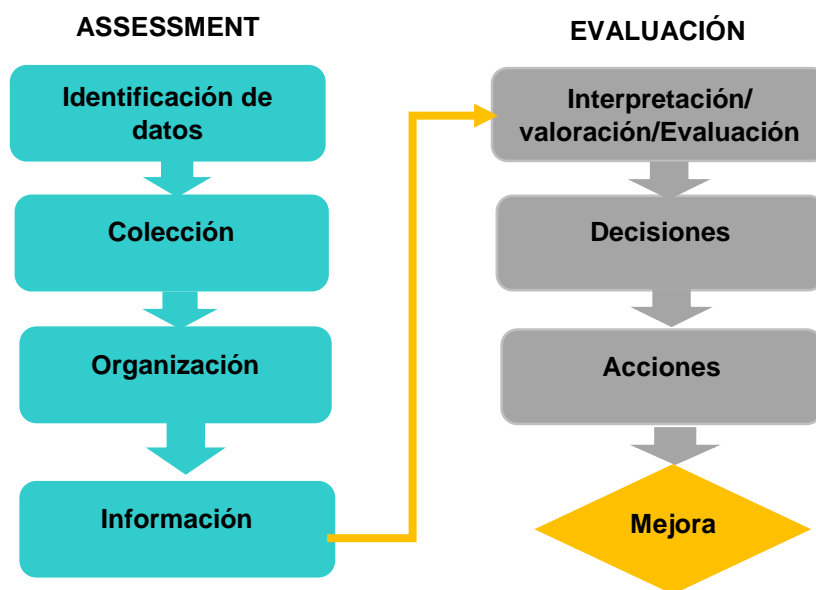 ASSESSMENT
Identificación de
datos
Colección
Organización
Información
EVALUACIÓN
Interpretación/
valoración/Evaluación
Decisiones
Acciones
Mejora